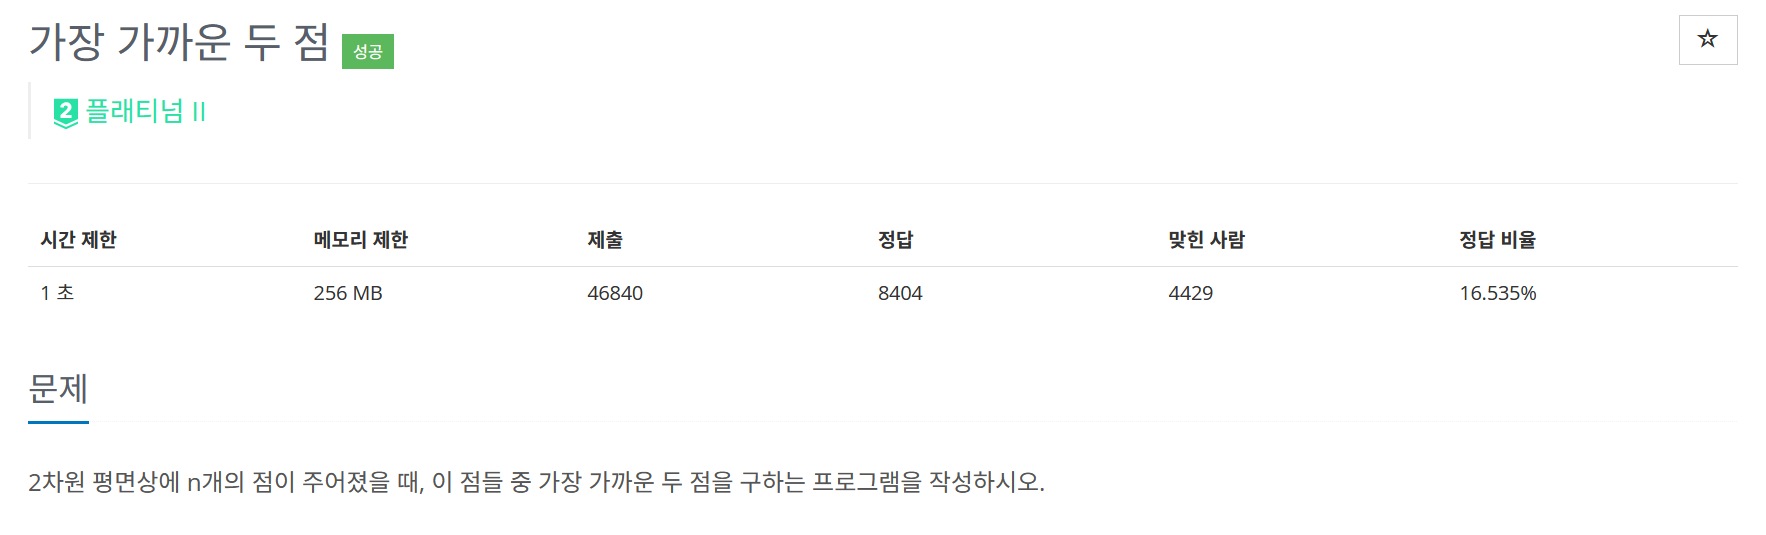 가장 가까운 두 점 성공
☆
2 플래티넘 II
시간 제한 메모리 제한 제출 정답 맞힌 사람 정답 비율
1 초 256 MB 46840 8404 4429 16.535%
문제
2차원 평면상에 n개의 점이 주어졌을 때, 이 점들 중 가장 가까운 두 점을 구하는 프로그램을 작성하시오.